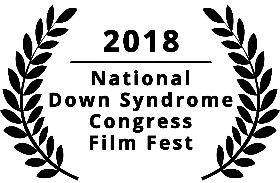 2018
National
Down Syndrome
Congress
Film Fest